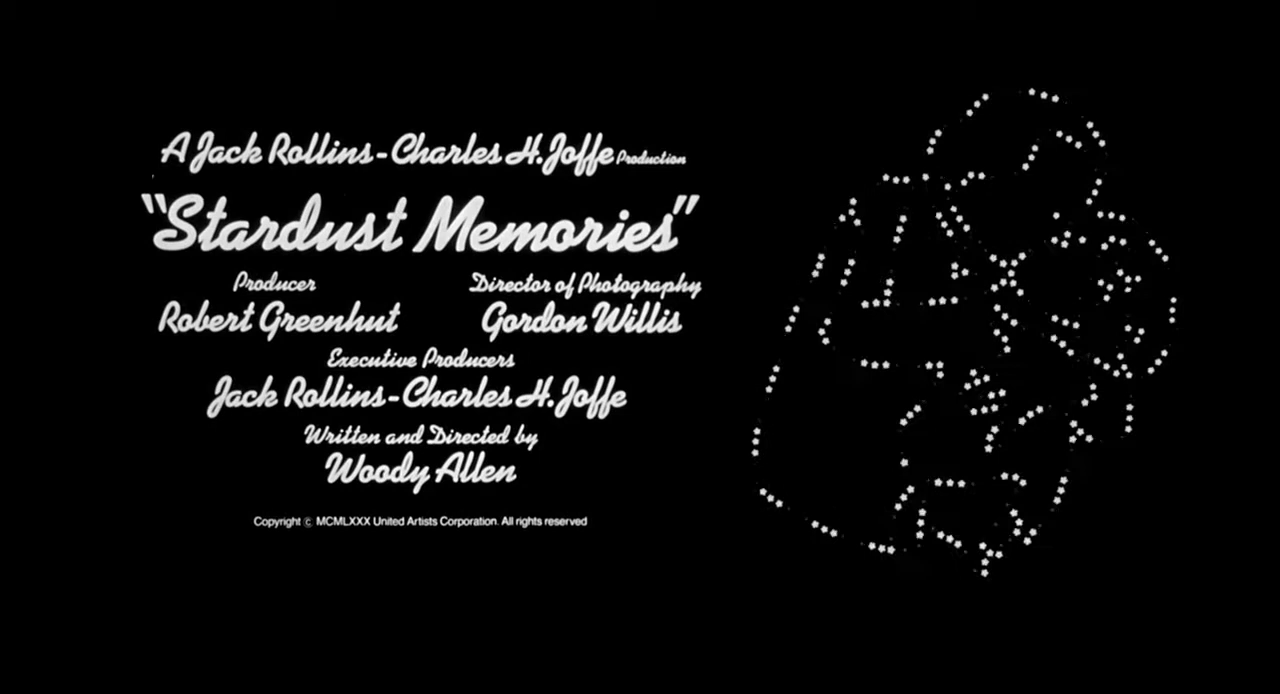 A Jack Rollins-Charles H. Joffe Production
"Stardust Memories"
Producer Director of Photography
Robert Greenhut Gordon Willis
Executive Producers
Jack Rollins-Charles H. Joffe
Written and Directed by
Woody Allen
Copyright © MCMLXXX United Artists Corporation. All rights reserved